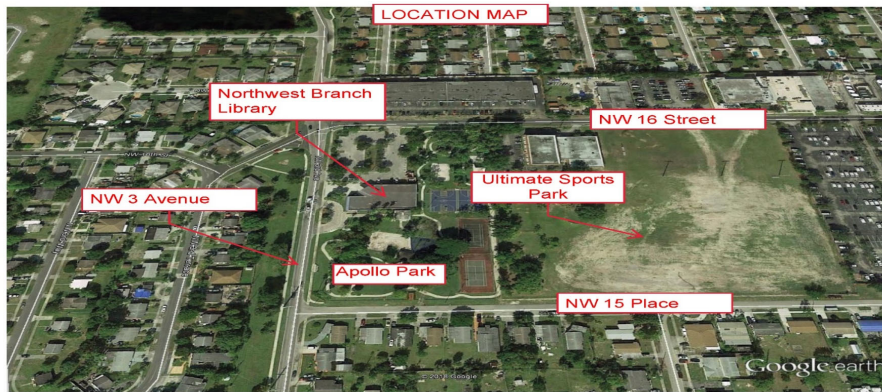 LOCATION MAP
Northwest Branch
Library
NW 16 Street
Ultimate Sports
Park
NW 3 Avenue
Apollo Park
NW 15 Place
Google earth